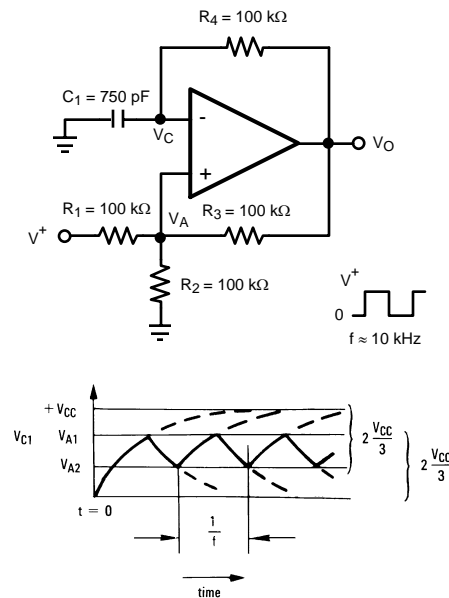 R4 = 100 kΩ
C1 = 750 pF
VC
-
+
VO
R1 = 100 kΩ
VA
R3 = 100 kΩ
V+
R2 = 100 kΩ
V+
0
f ≈ 10 kHz
+ VCC
VC1
VA1
VA2
2 VCC/3
2 VCC/3
t = 0
1/f
time